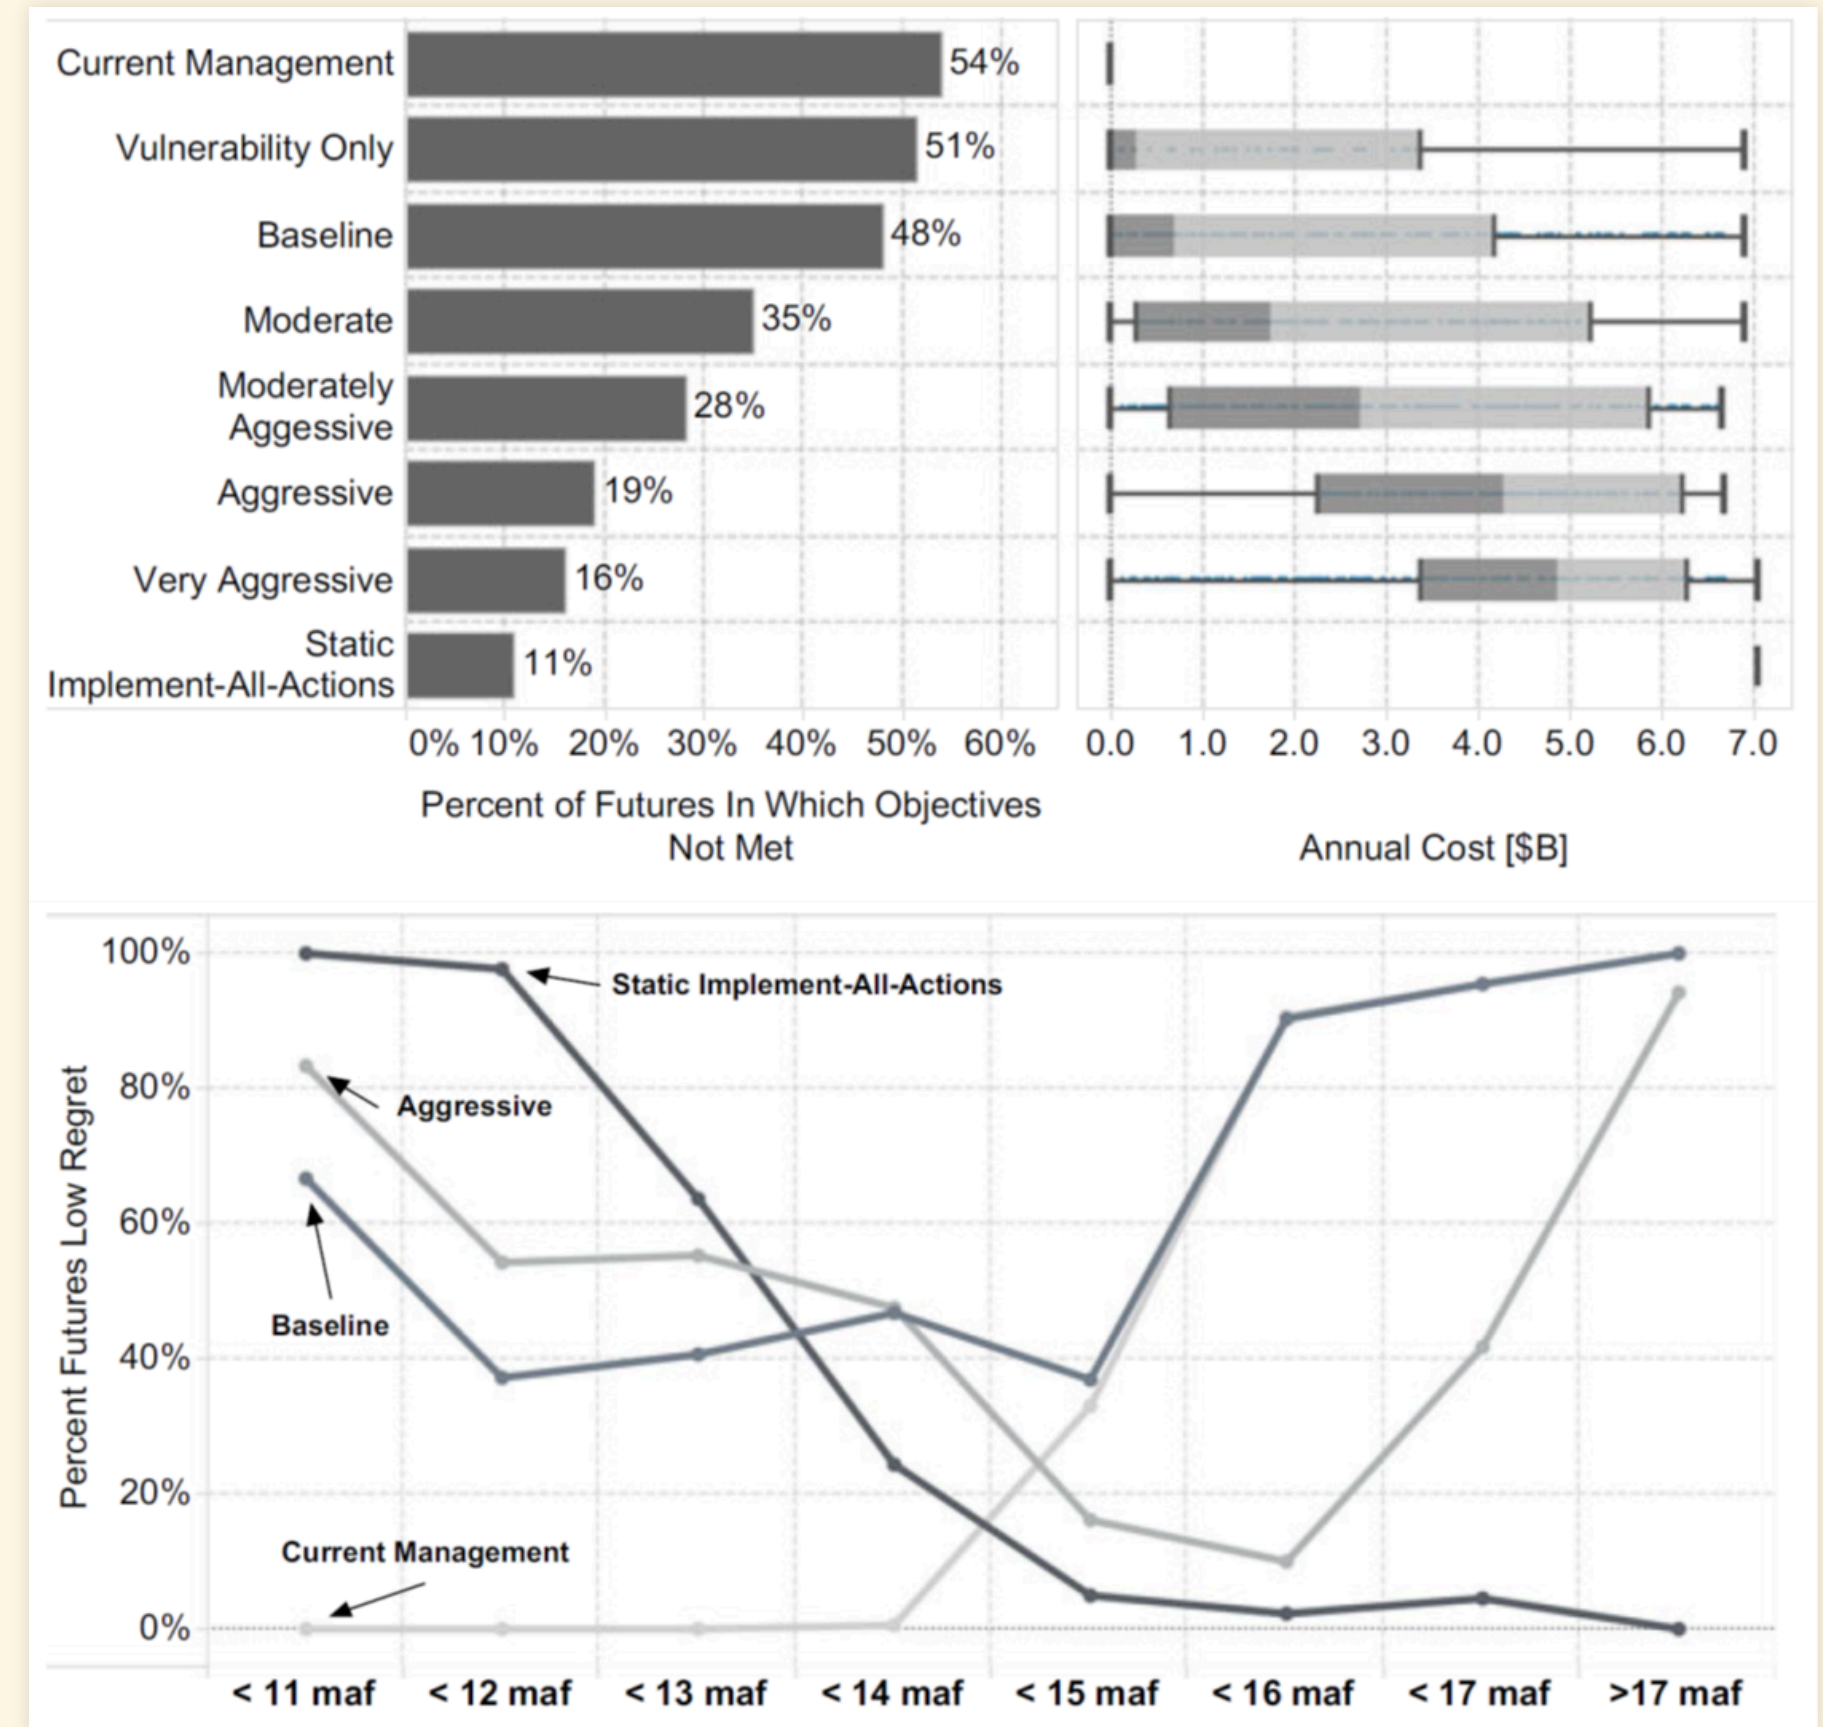 Current Management
54%
Vulnerability Only
51%
Baseline
48%
Moderate
35%
Moderately
Aggessive
28%
Aggressive
19%
Very Aggressive
16%
Static
Implement-All-Actions
11%
0% 10% 20% 30% 40% 50% 60%
0.0 1.0 2.0 3.0 4.0 5.0 6.0 7.0
Percent of Futures In Which Objectives
Not Met
Annual Cost [$B]
Percent Futures Low Regret
100%
80%
60%
40%
20%
0%
Static Implement-All-Actions
Aggressive
Baseline
Current Management
< 11 maf < 12 maf < 13 maf < 14 maf < 15 maf < 16 maf < 17 maf >17 maf